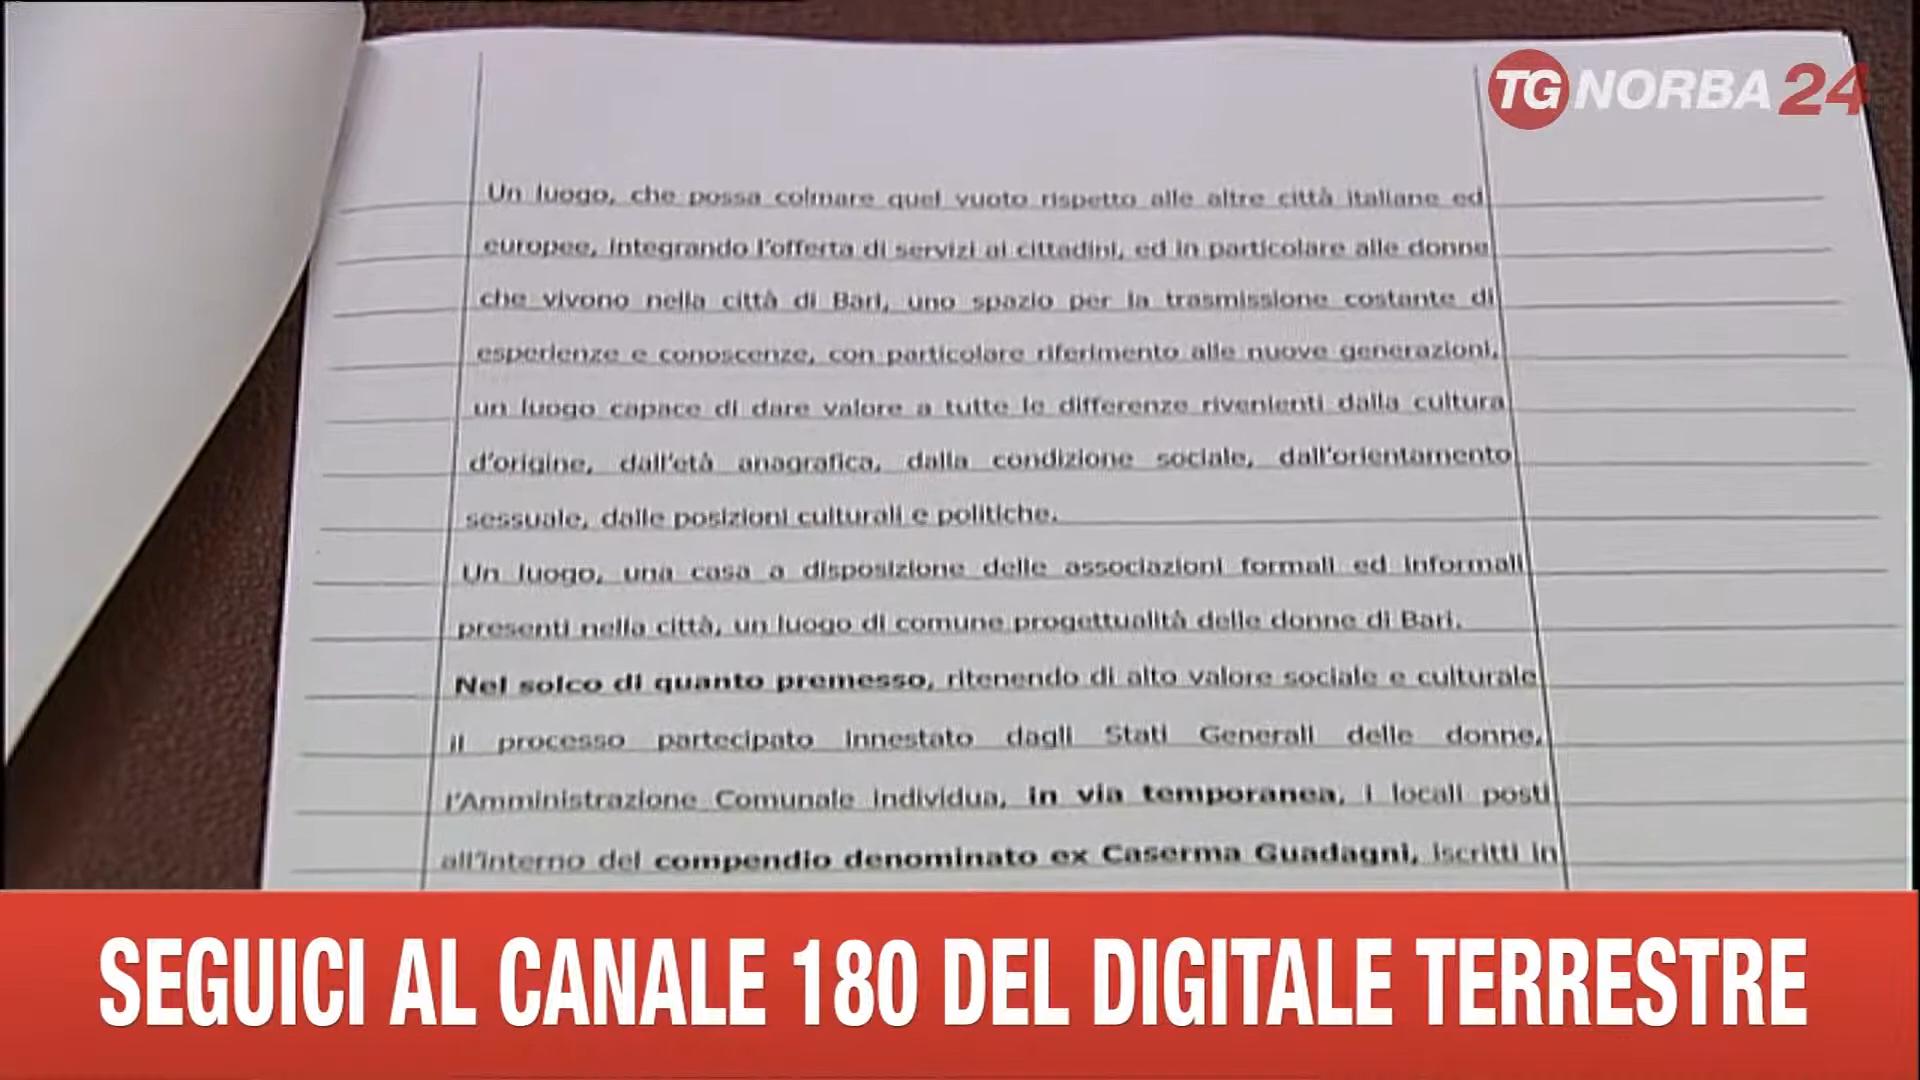 TG NORBA 24
Un luogo, che possa colmare quel vuoto rispetto alle altre città italiane ed
europee, integrando l'offerta di servizi ai cittadini, ed in particolare alle donne
che vivono nella città di Bari, uno spazio per la trasmissione costante di
esperienze e conoscenze, con particolare riferimento alle nuove generazioni,
un luogo capace di dare valore a tutte le differenze rivenienti dalla cultura
d'origine, dall'età anagrafica, dalla condizione sociale, dall'orientamento
sessuale, dalle posizioni culturali e politiche.
Un luogo, una casa a disposizione delle associazioni formali ed informali
presenti nella città, un luogo di comune progettualità delle donne di Bari.
Nel solco di quanto premesso, ritenendo di alto valore sociale e culturale
il processo partecipato innestato dagli Stati Generali delle donne,
l'Amministrazione Comunale individua, in via temporanea, i locali posti
all'interno del compendio denominato ex Caserma Guadagni, iscritti in
SEGUICI AL CANALE 180 DEL DIGITALE TERRESTRE